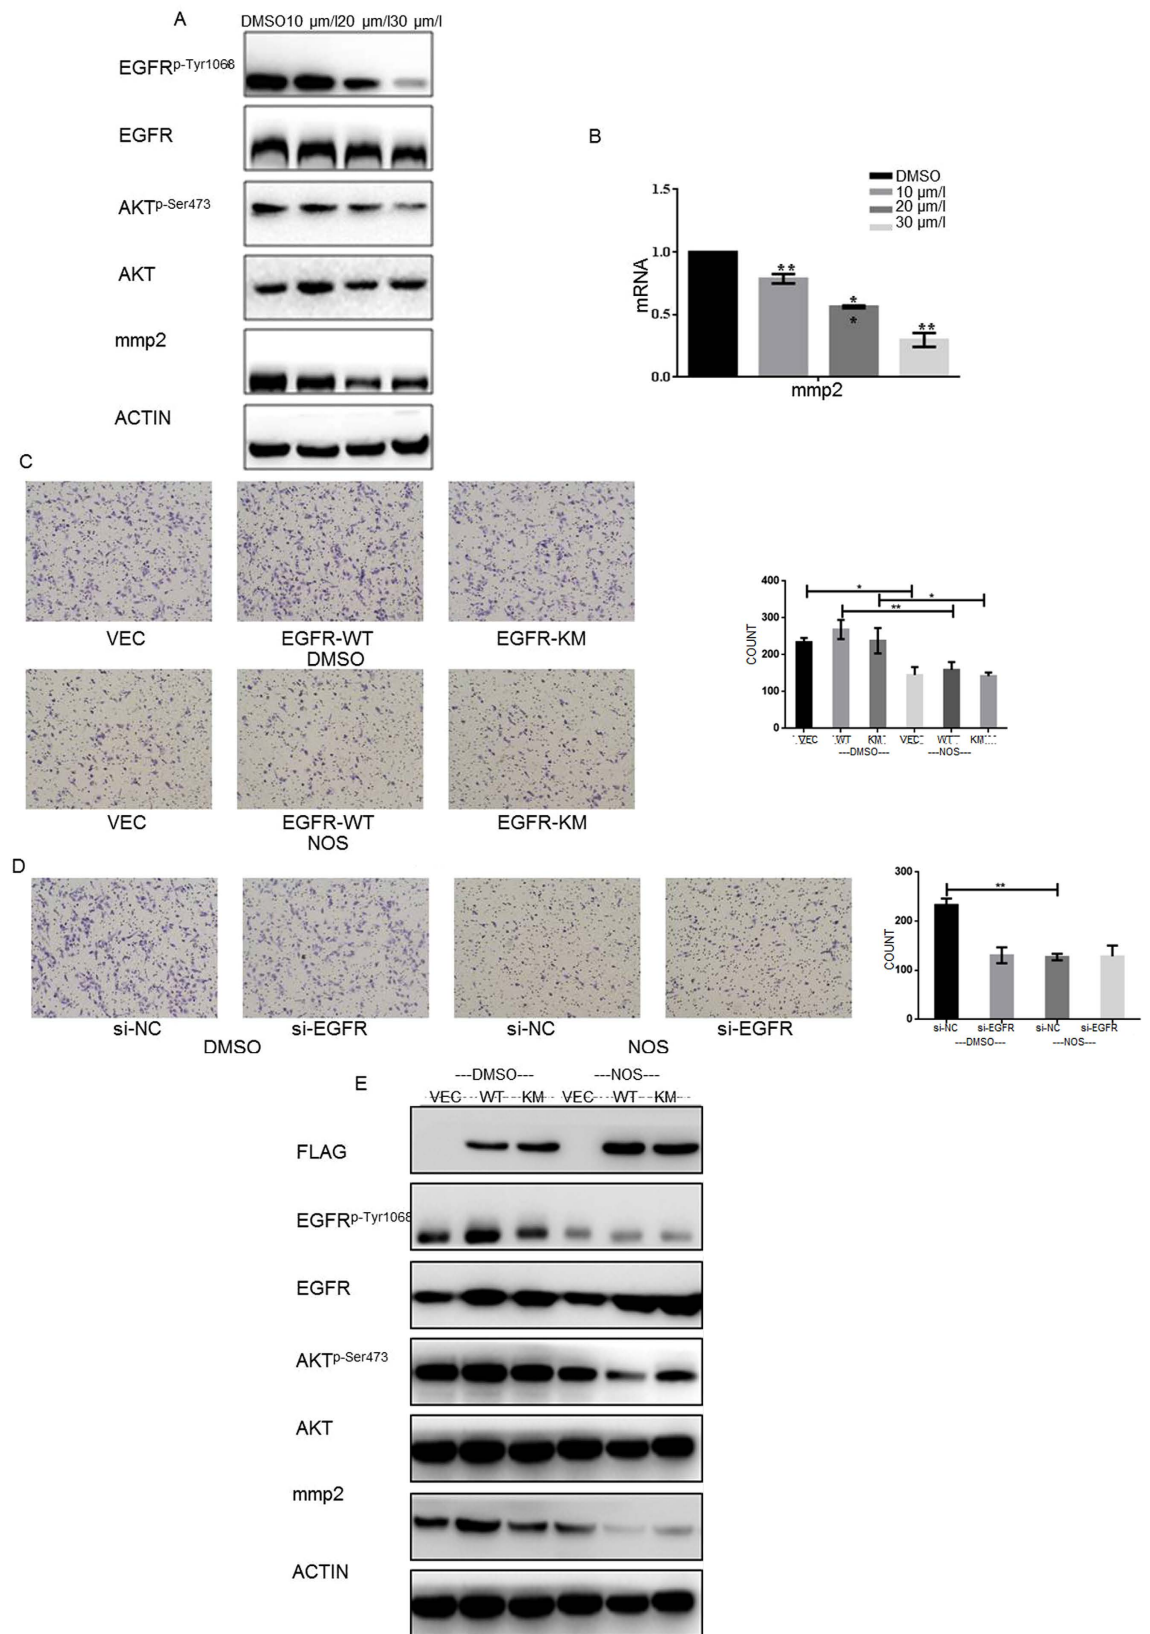 A
DMSO10 µm/l20 µm/l30 µm/l
EGFRp-Tyr1068
EGFR
AKTp-Ser473
AKT
mmp2
ACTIN
B
DMSO
10 µm/l
20 µm/l
30 µm/l
1.5
1.0
0.5
0.0
mRNA
**
*
*
**
mmp2
C
VEC
EGFR-WT
EGFR-KM
DMSO
VEC
EGFR-WT
EGFR-KM
NOS
400
300
200
100
0
COUNT
*
*
**
VEC WT KM VEC WT KM
---DMSO--- ---NOS---
D
si-NC
si-EGFR
si-NC
si-EGFR
DMSO
NOS
300
200
100
0
COUNT
**
si-NC si-EGFR si-NC si-EGFR
---DMSO--- ---NOS---
E
---DMSO--- ---NOS---
VEC WT KM VEC WT KM
FLAG
EGFRp-Tyr1068
EGFR
AKTp-Ser473
AKT
mmp2
ACTIN